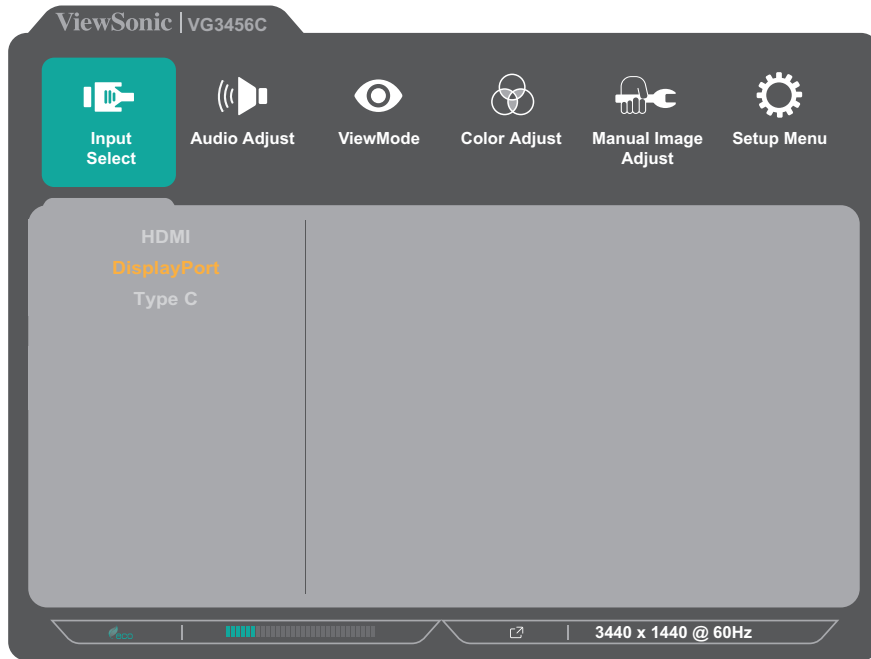 ViewSonic | VG3456C
Input
Select
Audio Adjust
ViewMode
Color Adjust
Manual Image
Adjust
Setup Menu
HDMI
DisplayPort
Type C
eco
3440 x 1440 @ 60Hz